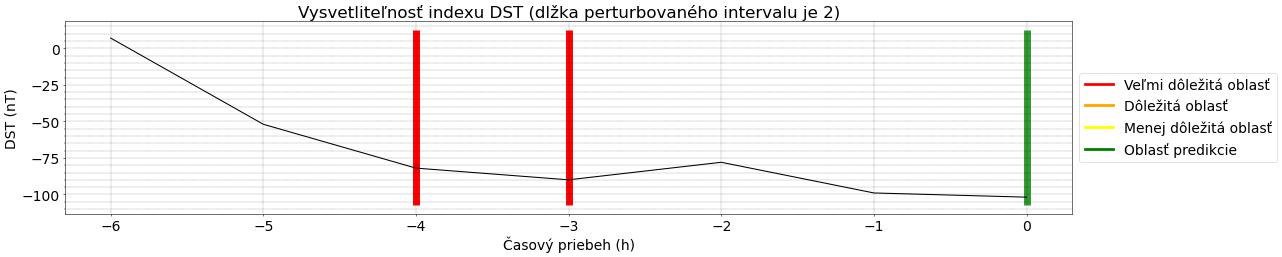 Vysvetliteľnosť indexu DST (dĺžka perturbovaného intervalu je 2)
DST (nT)
0
−25
−50
−75
−100
−6 −5 −4 −3 −2 −1 0
Časový priebeh (h)
Veľmi dôležitá oblasť
Dôležitá oblasť
Menej dôležitá oblasť
Oblasť predikcie